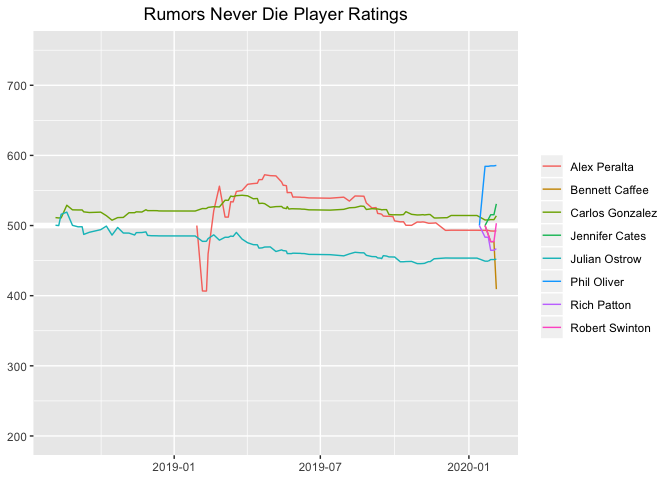 Rumors Never Die Player Ratings
700
600
500
400
300
200
2019-01
2019-07
2020-01
Alex Peralta
Bennett Caffee
Carlos Gonzalez
Jennifer Cates
Julian Ostrow
Phil Oliver
Rich Patton
Robert Swinton